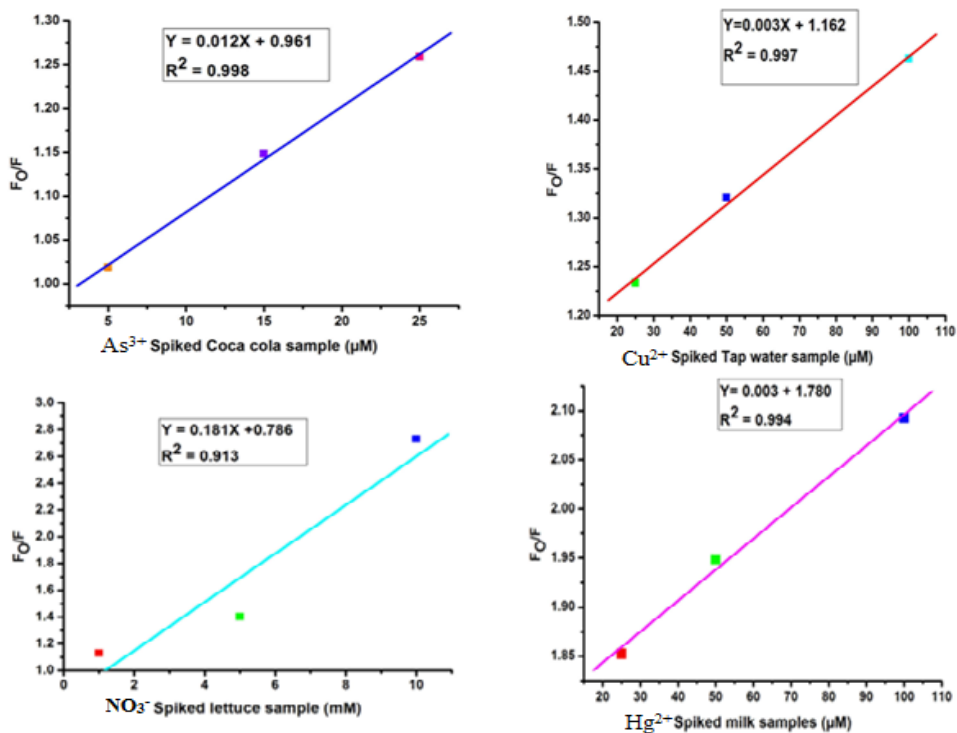 1.30
1.25
1.20
1.15
1.10
1.05
1.00
F_O/F
Y = 0.012X + 0.961
R² = 0.998
5 10 15 20 25
As³⁺ Spiked Coca cola sample (µM)
1.50
1.45
1.40
1.35
1.30
1.25
1.20
F_O/F
Y=0.003X + 1.162
R² = 0.997
20 30 40 50 60 70 80 90 100 110
Cu²⁺ Spiked Tap water sample (µM)
3.0
2.8
2.6
2.4
2.2
2.0
1.8
1.6
1.4
1.2
1.0
F_O/F
Y = 0.181X +0.786
R² = 0.913
0 2 4 6 8 10
NO₃⁻ Spiked lettuce sample (mM)
2.10
2.05
2.00
1.95
1.90
1.85
F_O/F
Y= 0.003 + 1.780
R² = 0.994
20 30 40 50 60 70 80 90 100 110
Hg²⁺ Spiked milk samples (µM)